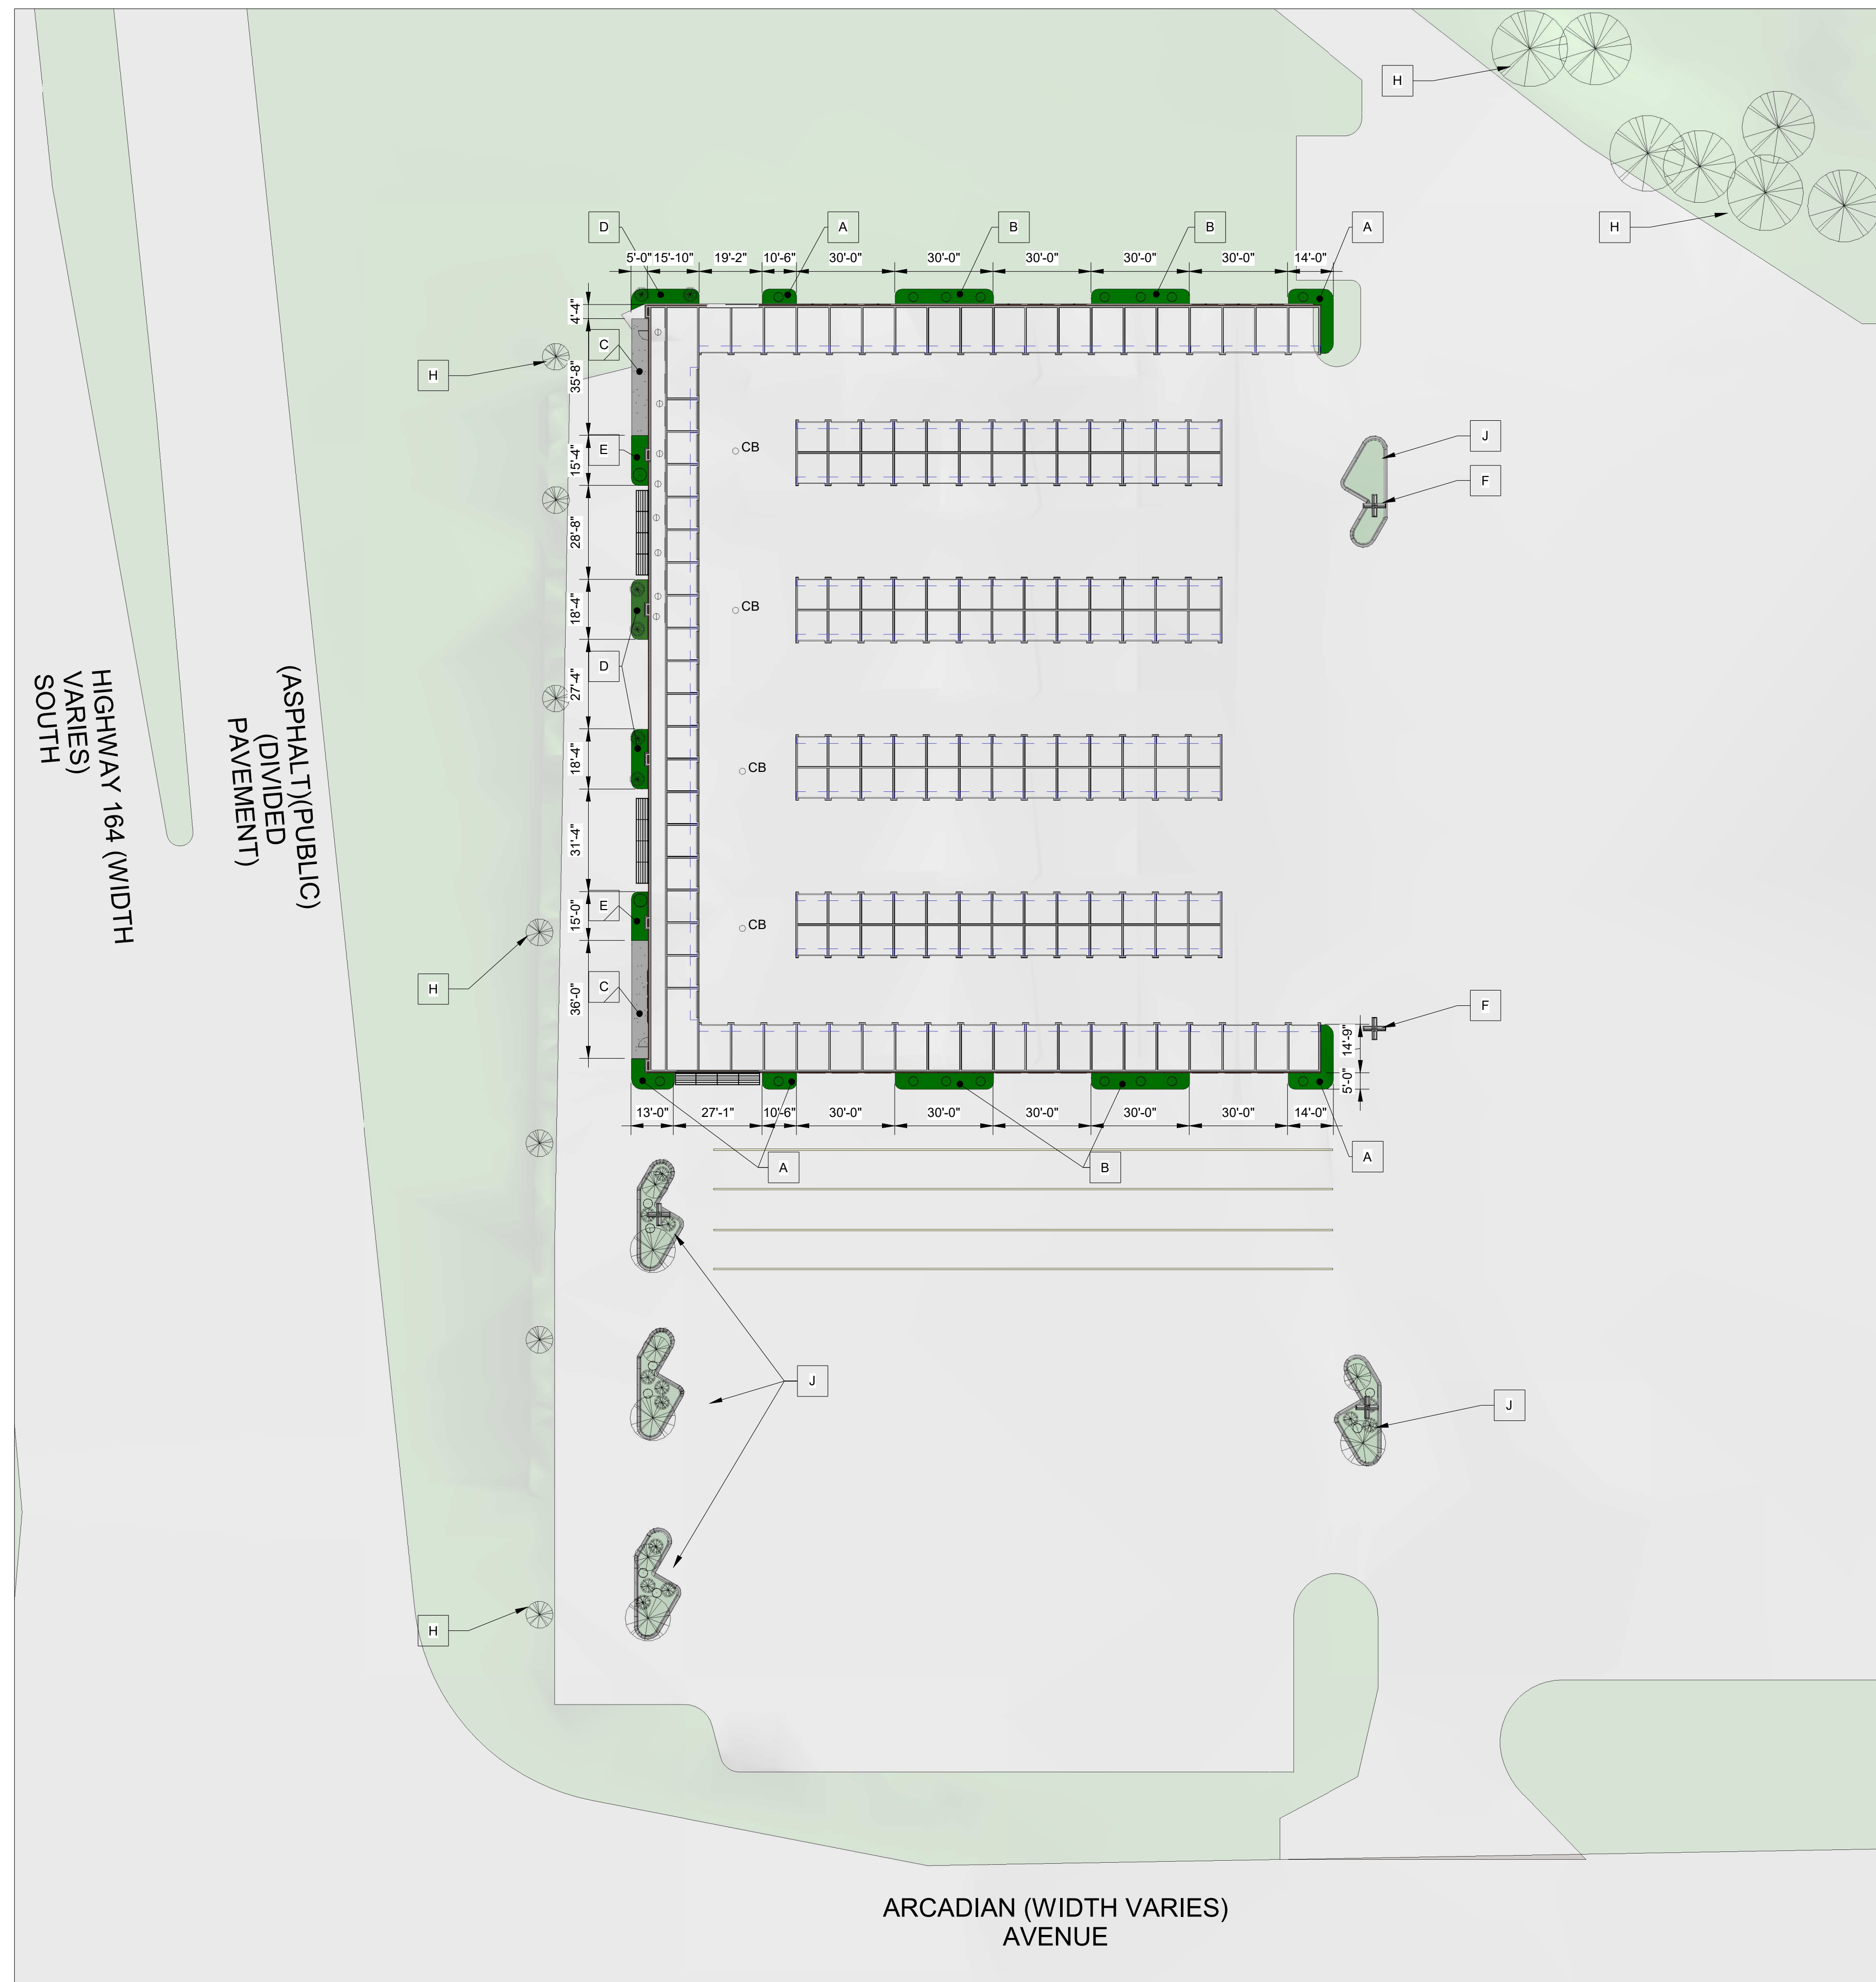 H
D
A
B
B
A
H
5'-0"
15'-10"
19'-2"
10'-6"
30'-0"
30'-0"
30'-0"
30'-0"
30'-0"
14'-0"
4'-4"
C
H
35'-8"
J
E
CB
15'-4"
F
28'-8"
18'-4"
CB
D
27'-4"
HIGHWAY 164 (WIDTH
VARIES)
SOUTH
(ASPHALT)(PUBLIC)
(DIVIDED
PAVEMENT)
18'-4"
CB
31'-4"
E
15'-0"
CB
C
H
36'-0"
F
14'-9"
5'-0"
13'-0"
27'-1"
10'-6"
30'-0"
30'-0"
30'-0"
30'-0"
30'-0"
14'-0"
A
B
A
J
J
H
ARCADIAN (WIDTH VARIES)
AVENUE